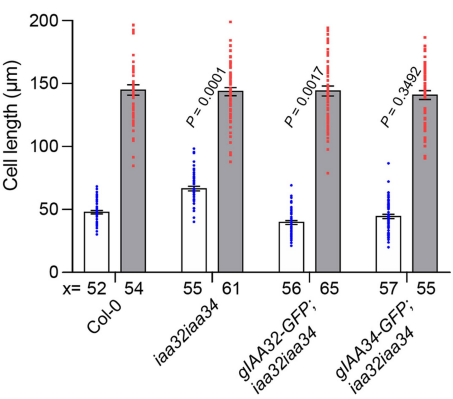 200
150
100
50
0
Cell length (μm)
P = 0.0001
P = 0.0017
P = 0.3492
x= 52 54 55 61 56 65 57 55
Col-0
iaa32iaa34
gIAA32-GFP;
iaa32iaa34
gIAA34-GFP;
iaa32iaa34